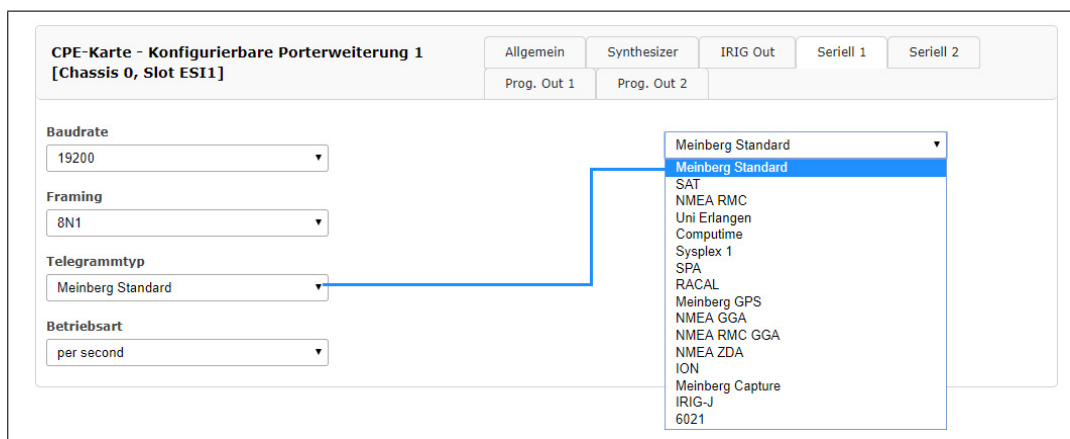 CPE-Karte - Konfigurierbare Porterweiterung 1
[Chassis 0, Slot ESI1]
Allgemein
Synthesizer
IRIG Out
Seriell 1
Seriell 2
Prog. Out 1
Prog. Out 2
Baudrate
19200
Framing
8N1
Telegrammtyp
Meinberg Standard
Betriebsart
per second
Meinberg Standard
Meinberg Standard
SAT
NMEA RMC
Uni Erlangen
Computime
Sysplex 1
SPA
RACAL
Meinberg GPS
NMEA GGA
NMEA RMC GGA
NMEA ZDA
ION
Meinberg Capture
IRIG-J
6021